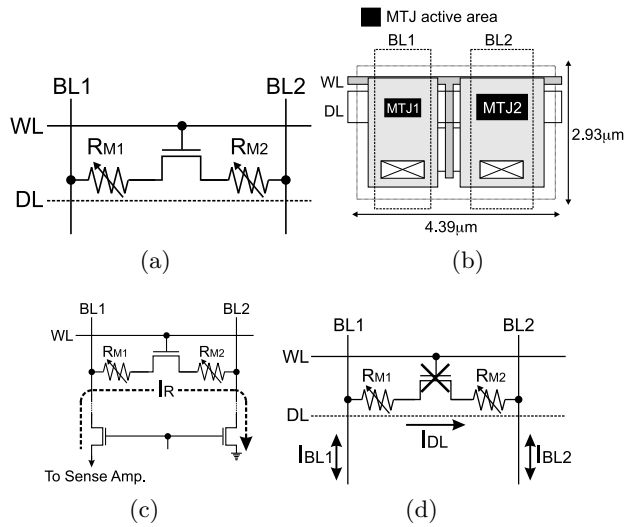 BL1
BL2
WL
RM1
RM2
DL
(a)
MTJ active area
BL1
BL2
WL
DL
MTJ1
MTJ2
2.93μm
4.39μm
(b)
BL1
BL2
WL
RM1
RM2
IR
To Sense Amp.
(c)
BL1
BL2
WL
RM1
RM2
DL
IDL
IBL1
IBL2
(d)